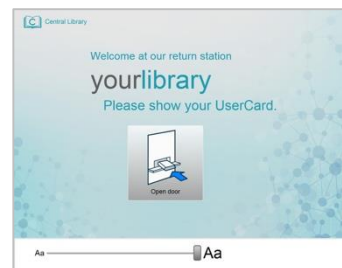 C Central Library
Welcome at our return station
yourlibrary
Please show your UserCard.
Open door
Aa Aa